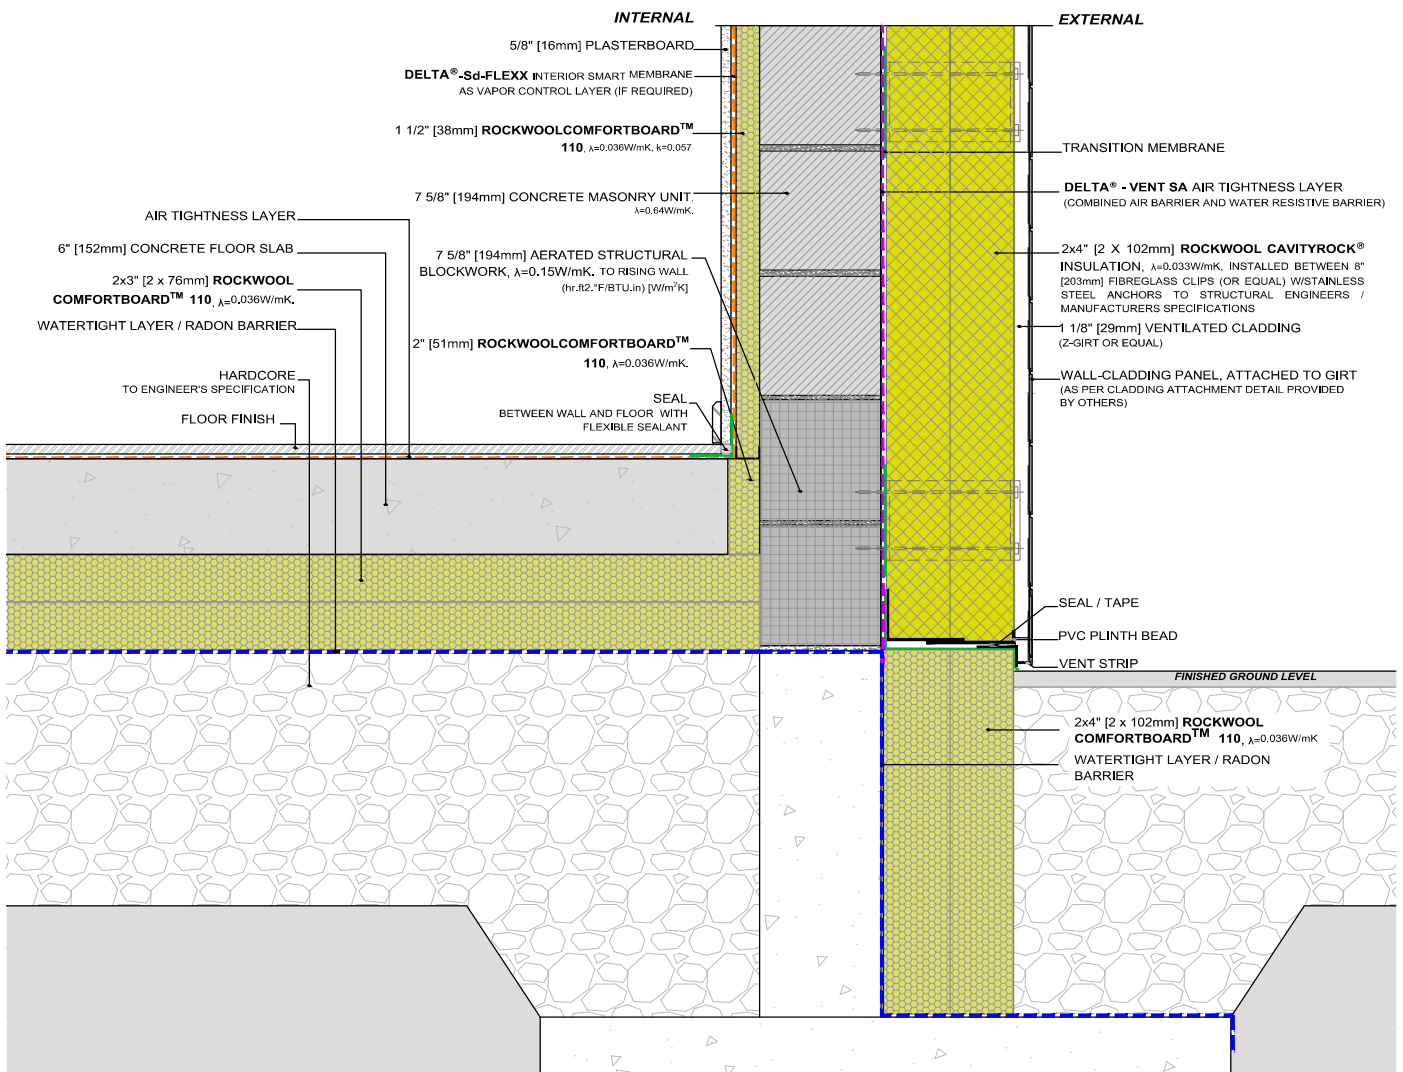 INTERNAL
5/8" [16mm] PLASTERBOARD
DELTA®-Sd-FLEXX INTERIOR SMART MEMBRANE
AS VAPOR CONTROL LAYER (IF REQUIRED)
1 1/2" [38mm] ROCKWOOLCOMFORTBOARD™
110, λ=0.036W/mK, k=0.057
7 5/8" [194mm] CONCRETE MASONRY UNIT,
λ=0.64W/mK.
AIR TIGHTNESS LAYER
6" [152mm] CONCRETE FLOOR SLAB
2x3" [2 x 76mm] ROCKWOOL
COMFORTBOARD™ 110, λ=0.036W/mK.
WATERTIGHT LAYER / RADON BARRIER
HARDCORE
TO ENGINEER'S SPECIFICATION
FLOOR FINISH
7 5/8" [194mm] AERATED STRUCTURAL
BLOCKWORK, λ=0.15W/mK. TO RISING WALL
(hr.ft2.°F/BTU.in) [W/m²K]
2" [51mm] ROCKWOOLCOMFORTBOARD™
110, λ=0.036W/mK.
SEAL
BETWEEN WALL AND FLOOR WITH
FLEXIBLE SEALANT
EXTERNAL
TRANSITION MEMBRANE
DELTA® - VENT SA AIR TIGHTNESS LAYER
(COMBINED AIR BARRIER AND WATER RESISTIVE BARRIER)
2x4" [2 X 102mm] ROCKWOOL CAVITYROCK®
INSULATION, λ=0.033W/mK, INSTALLED BETWEEN 8"
[203mm] FIBREGLASS CLIPS (OR EQUAL) W/STAINLESS
STEEL ANCHORS TO STRUCTURAL ENGINEERS /
MANUFACTURERS SPECIFICATIONS
1 1/8" [29mm] VENTILATED CLADDING
(Z-GIRT OR EQUAL)
WALL-CLADDING PANEL, ATTACHED TO GIRT
(AS PER CLADDING ATTACHMENT DETAIL PROVIDED
BY OTHERS)
SEAL / TAPE
PVC PLINTH BEAD
VENT STRIP
FINISHED GROUND LEVEL
2x4" [2 x 102mm] ROCKWOOL
COMFORTBOARD™ 110, λ=0.036W/mK
WATERTIGHT LAYER / RADON
BARRIER